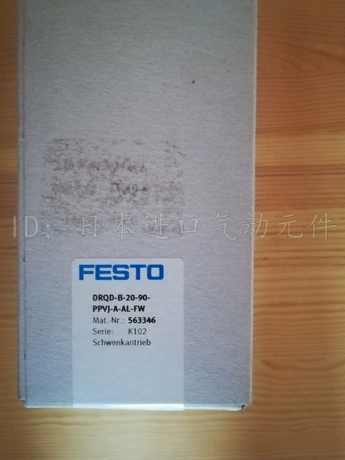 ID: 日本进口气动元件
FESTO
DRQD-B-20-90-
PPVJ-A-AL-FW
Mat. Nr.: 563346
Serie: K102
Schwenkantrieb